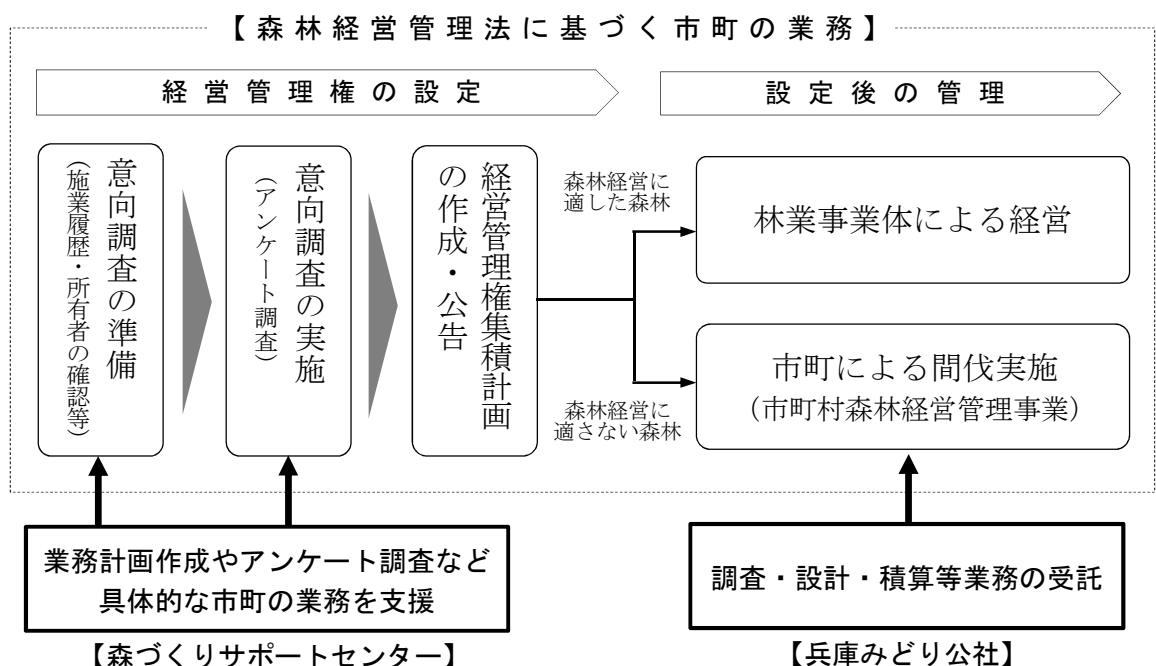 【森林経営管理法に基づく市町の業務】
経営管理権の設定
設定後の管理
意向調査の準備
（施業履歴・所有者の確認等）
意向調査の実施
（アンケート調査）
経営管理権集積計画
の作成・公告
森林経営に
適した森林
林業事業体による経営
森林経営に
適さない森林
市町による間伐実施
（市町村森林経営管理事業）
業務計画作成やアンケート調査など
具体的な市町の業務を支援
【森づくりサポートセンター】
調査・設計・積算等業務の受託
【兵庫みどり公社】